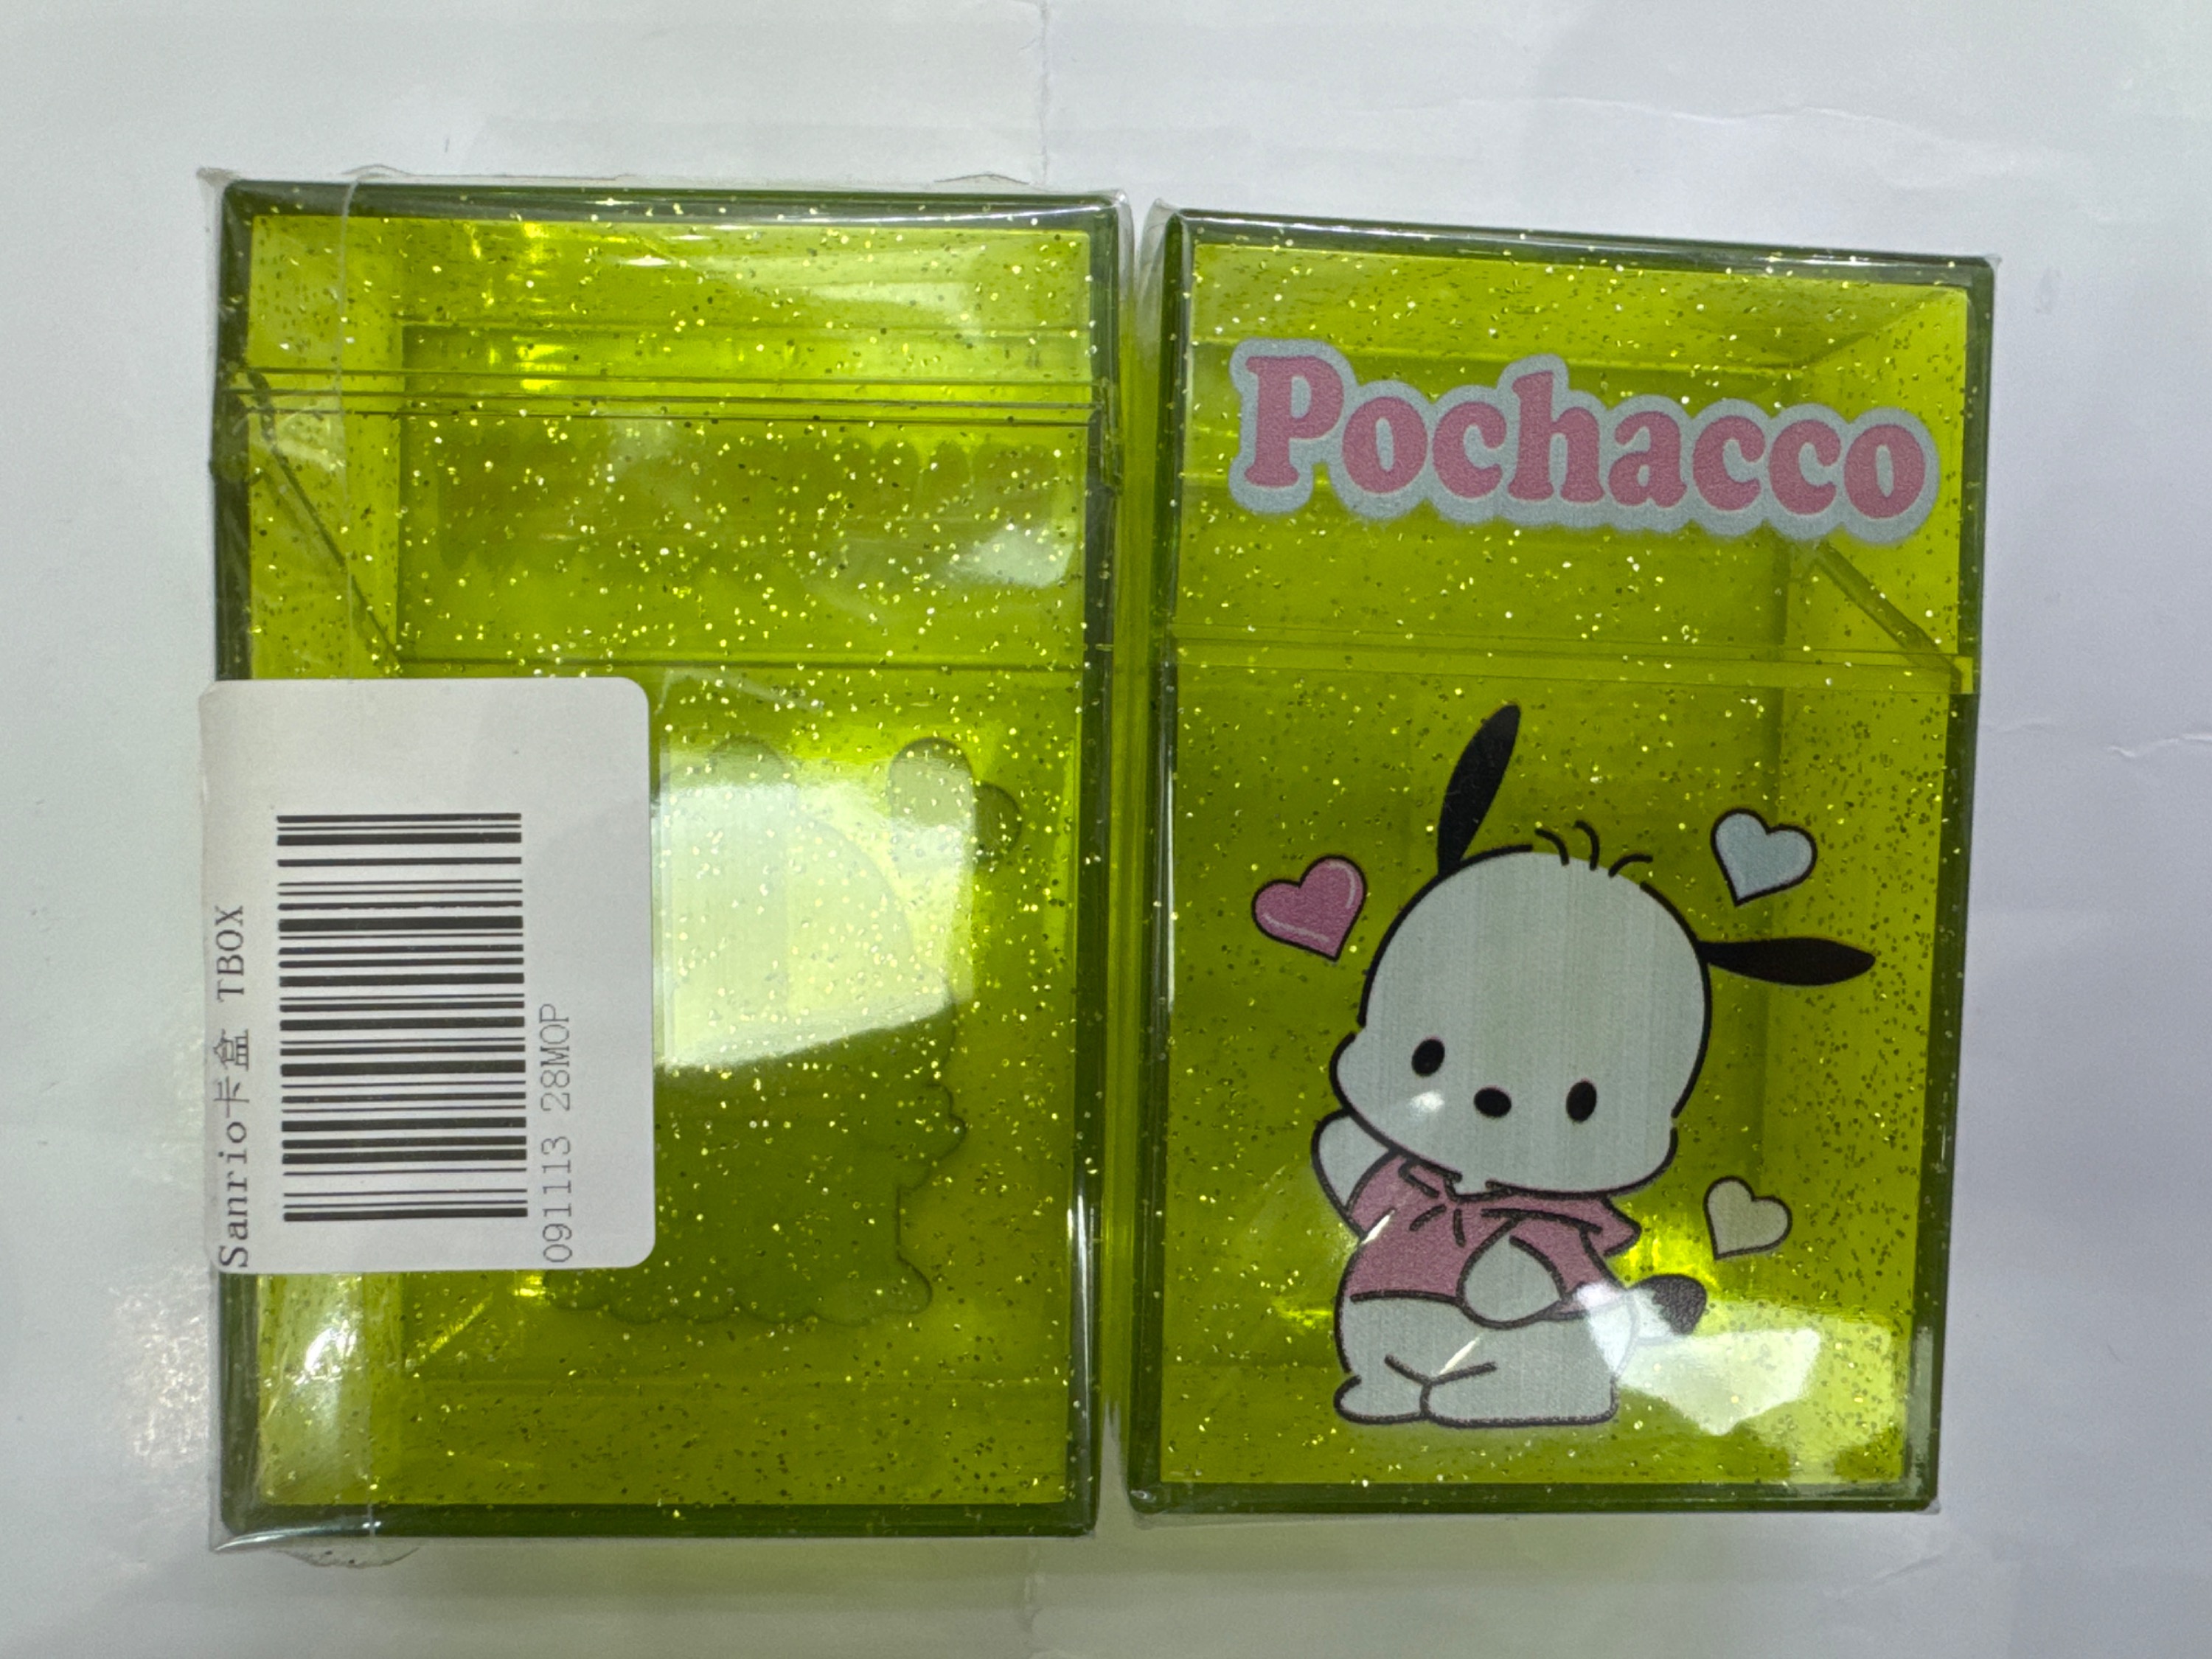 Sanrio卡盒 TBOX
091113 28MOP
Pochacco